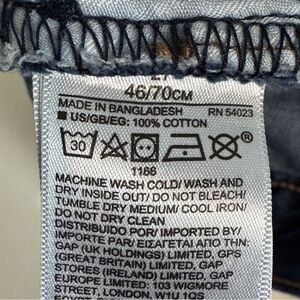 27
46/70CM
MADE IN BANGLADESH RN 54023
■ US/GB/EG: 100% COTTON
30 ®
1166
MACHINE WASH COLD/ WASH AND
DRY INSIDE OUT/ DO NOT BLEACH/
TUMBLE DRY MEDIUM/ COOL IRON/
DO NOT DRY CLEAN
DISTRIBUIDO POR/ IMPORTED BY/
IMPORTE PAR/ ΕΙΣΑΓΕΤΑΙ ΑΠΟ ΤΗΝ:
GAP (UK HOLDINGS) LIMITED, GPS
(GREAT BRITAIN) LIMITED, GAP
STORES (IRELAND) LIMITED, GAP
EUROPE LIMITED: 103 WIGMORE
STREET, LONDON, W1U 1QS